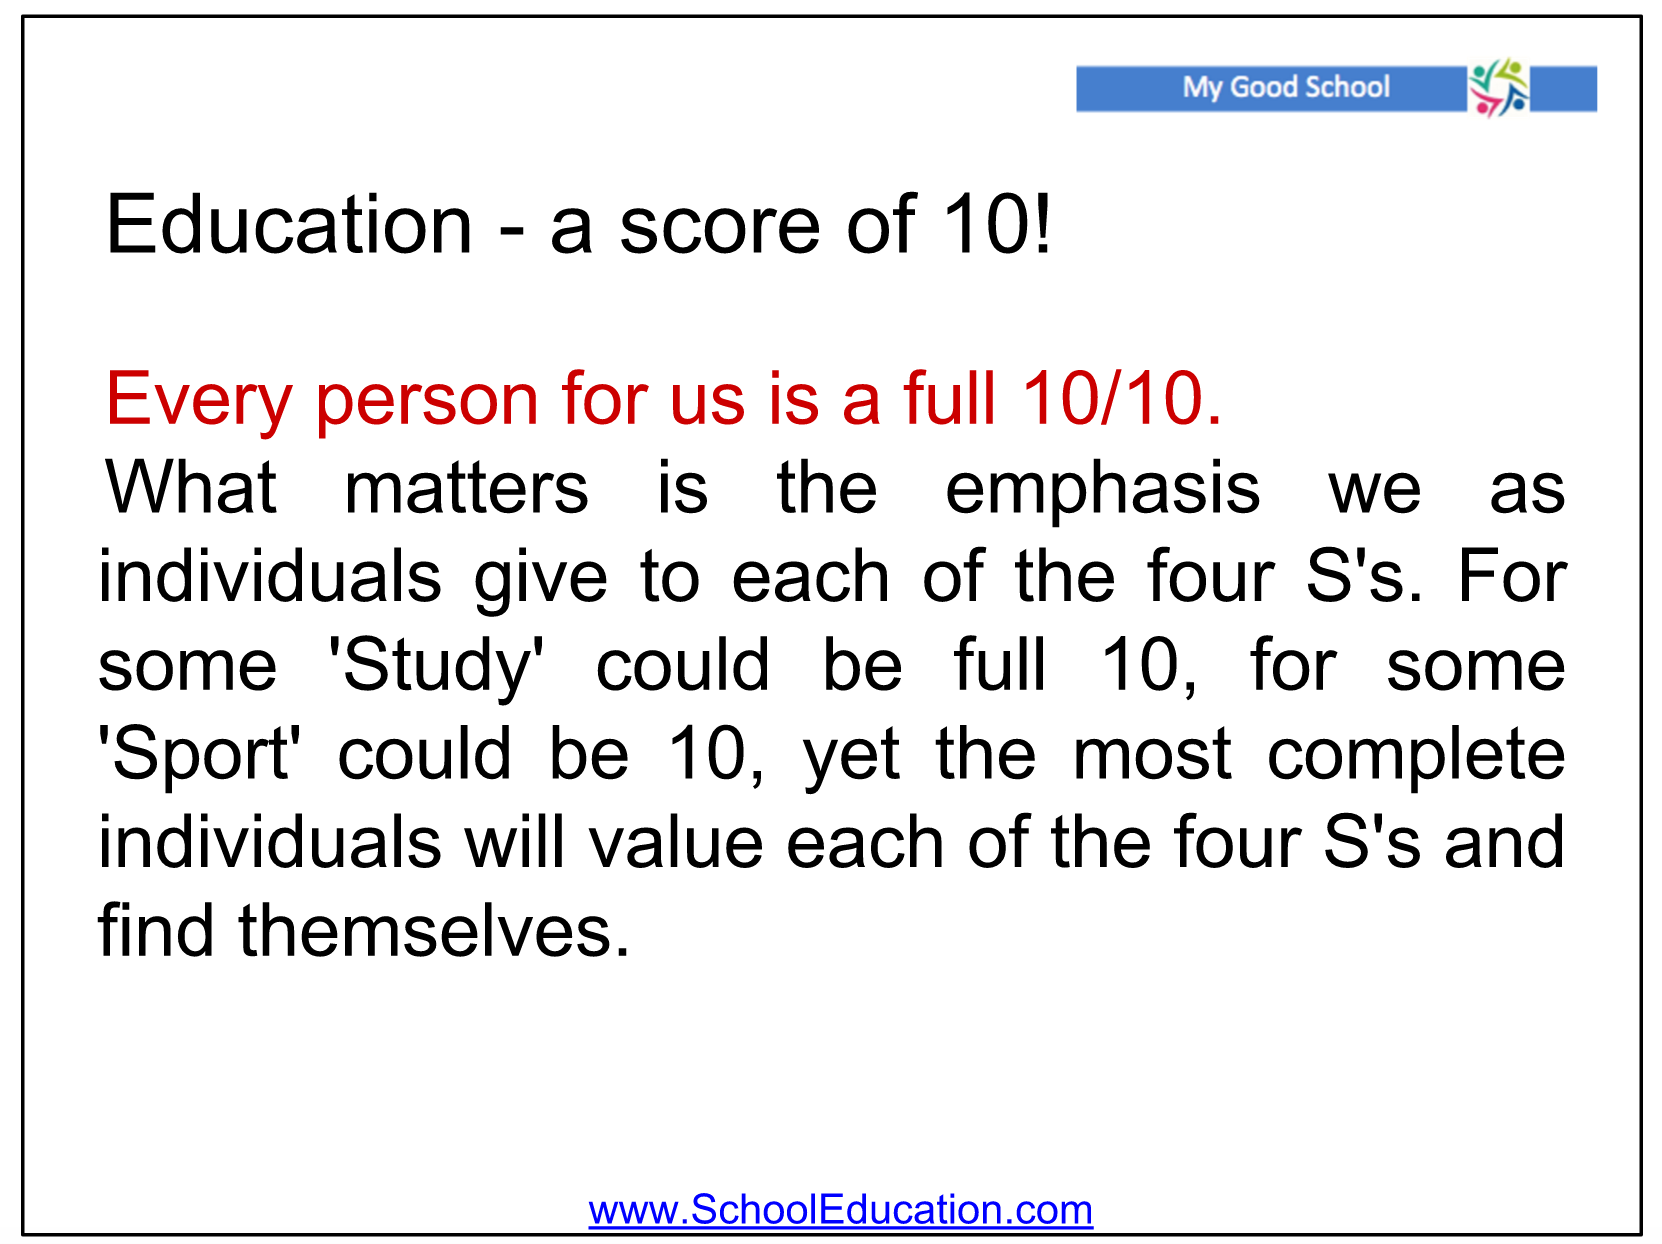 My Good School
Education - a score of 10!
Every person for us is a full 10/10.
What matters is the emphasis we as
individuals give to each of the four S's. For
some 'Study' could be full 10, for some
'Sport' could be 10, yet the most complete
individuals will value each of the four S's and
find themselves.
www.SchoolEducation.com